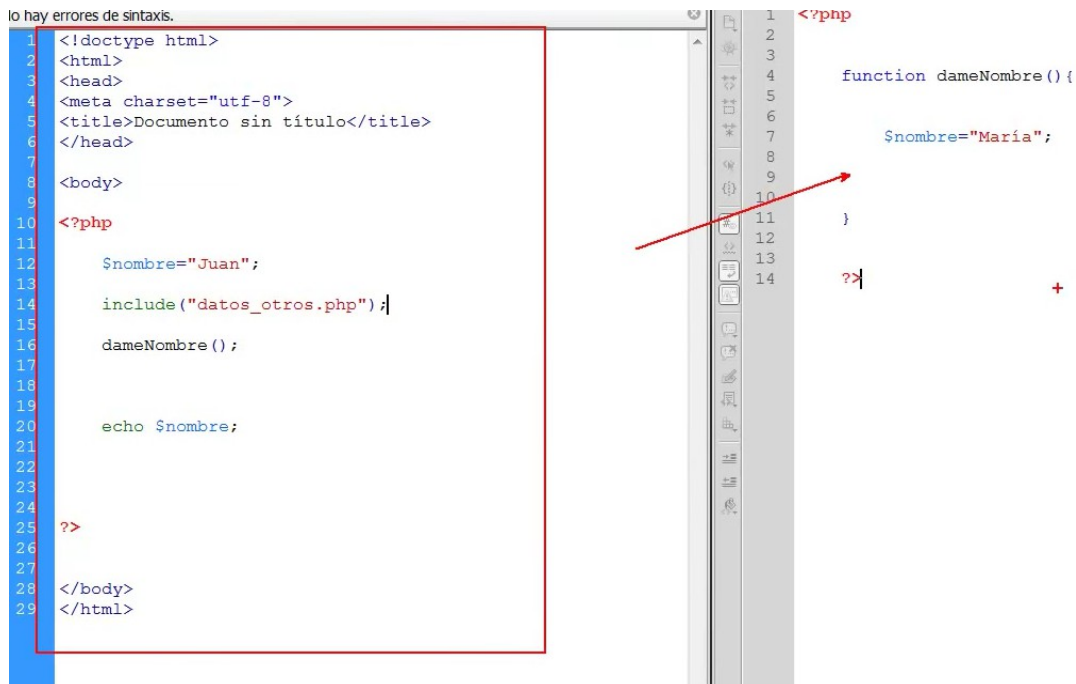 lo hay errores de sintaxis.
1 <!doctype html>
2 <html>
3 <head>
4 <meta charset="utf-8">
5 <title>Documento sin título</title>
6 </head>
7
8 <body>
9
10 <?php
11
12 $nombre="Juan";
13
14 include("datos_otros.php");
15
16 dameNombre();
17
18
19
20 echo $nombre;
21
22
23
24
25 ?>
26
27
28 </body>
29 </html>
1 <?php
2
3
4 function dameNombre(){
5
6
7 $nombre="María";
8
9
10
11 }
12
13
14 ?>